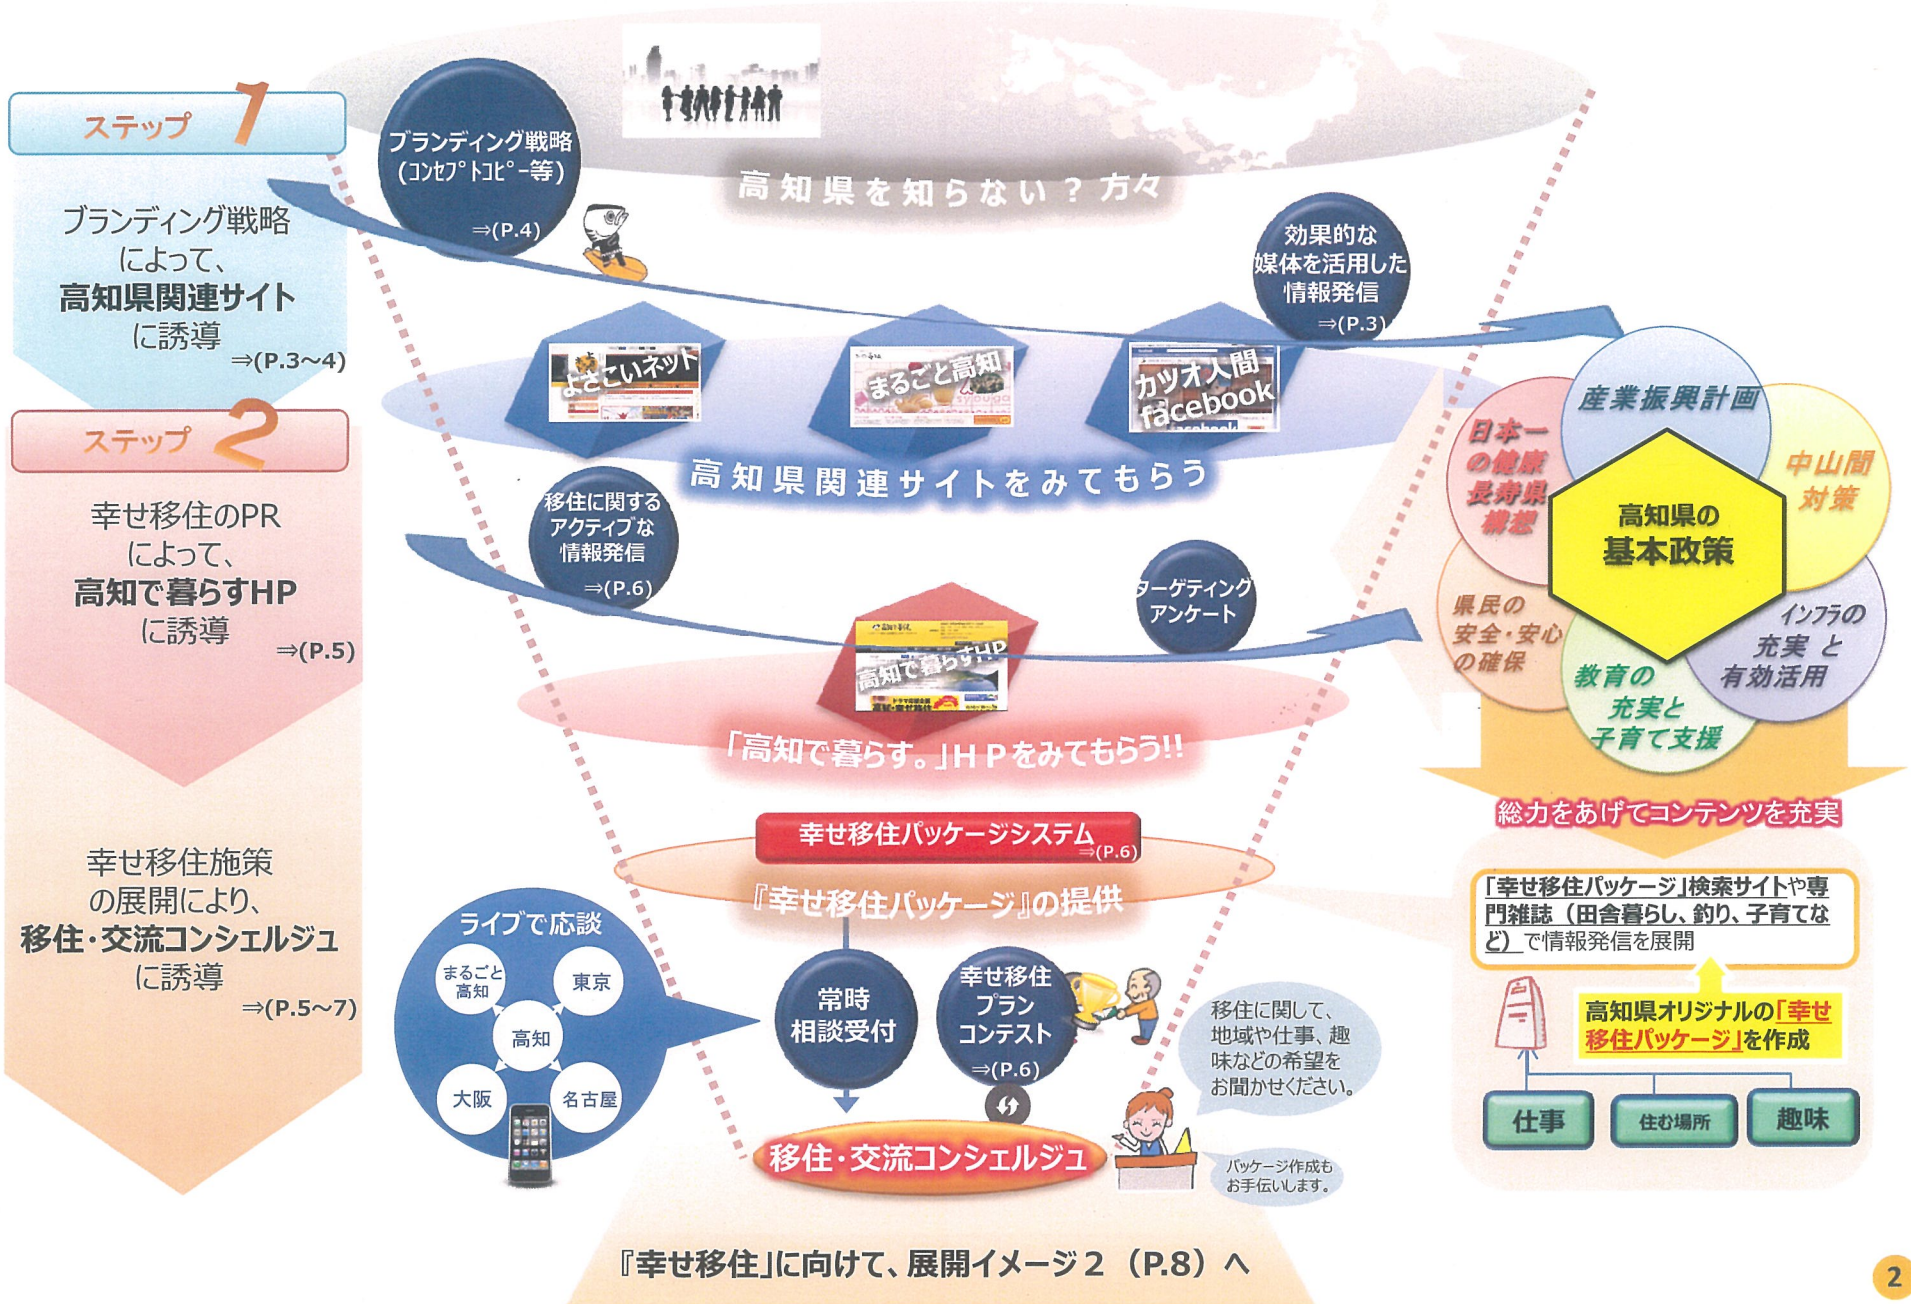 ステップ 1
ブランディング戦略
によって、
高知県関連サイト
に誘導
⇒(P.3～4)
ステップ 2
幸せ移住のPR
によって、
高知で暮らすHP
に誘導
⇒(P.5)
幸せ移住施策
の展開により、
移住・交流コンシェルジュ
に誘導
⇒(P.5～7)
ブランディング戦略
(ｺﾝｾﾌﾟﾄｺﾋﾟｰ等)
⇒(P.4)
高知県を知らない？方々
効果的な
媒体を活用した
情報発信
⇒(P.3)
よさこいネット
まるごと高知
カツオ人間
facebook
高知県関連サイトをみてもらう
移住に関する
アクティブな
情報発信
⇒(P.6)
ターゲティング
アンケート
高知で暮らすHP
「高知で暮らす。」ＨＰをみてもらう!!
幸せ移住パッケージシステム
⇒(P.6)
『幸せ移住パッケージ』の提供
ライブで応談
まるごと
高知
東京
高知
大阪
名古屋
常時
相談受付
幸せ移住
プラン
コンテスト
⇒(P.6)
移住に関して、
地域や仕事、趣
味などの希望を
お聞かせください。
移住・交流コンシェルジュ
パッケージ作成も
お手伝いします。
産業振興計画
日本一
の健康
長寿県
構想
中山間
対策
高知県の
基本政策
県民の
安全・安心
の確保
インフラの
充実 と
有効活用
教育の
充実と
子育て支援
総力をあげてコンテンツを充実
「幸せ移住パッケージ」検索サイトや専
門雑誌（田舎暮らし、釣り、子育てな
ど）で情報発信を展開
高知県オリジナルの「幸せ
移住パッケージ」を作成
仕事
住む場所
趣味
『幸せ移住」に向けて、展開イメージ２（P.8）へ
2